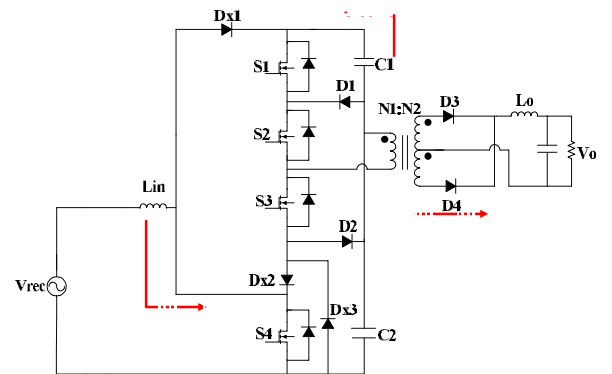 Dx1
S1
C1
D1
N1:N2
D3
Lo
S2
Vo
S3
Lin
D4
D2
Vrec
Dx2
Dx3
S4
C2